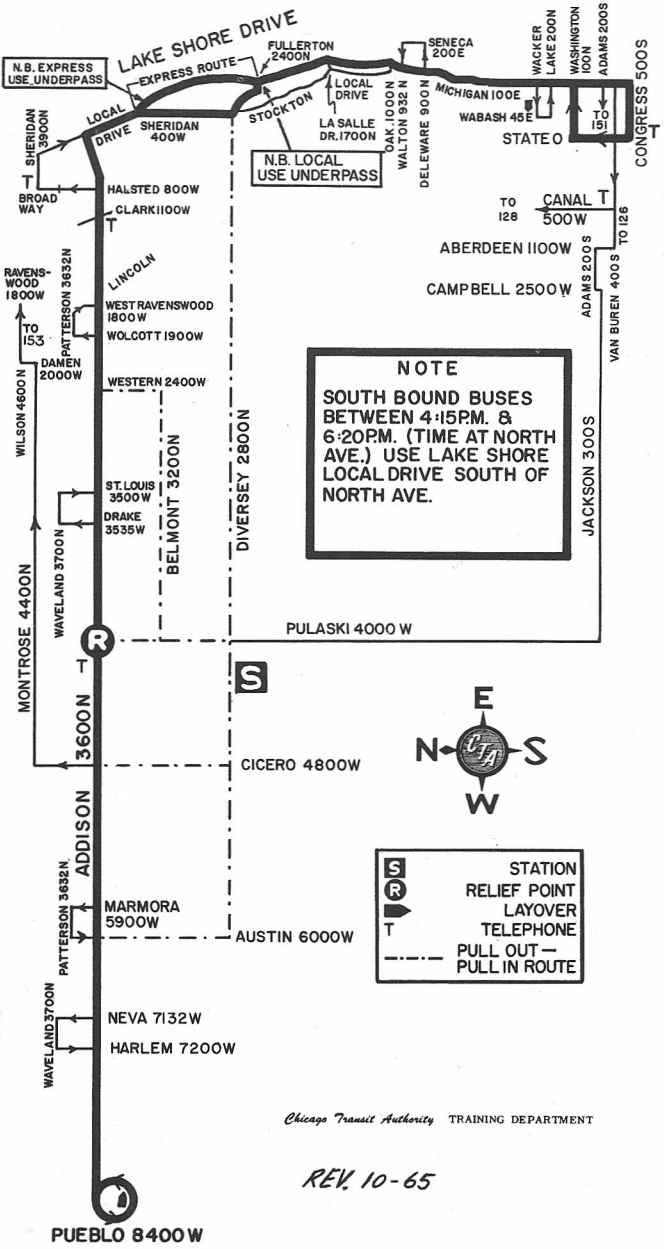 LAKE SHORE DRIVE
N.B. EXPRESS
USE UNDERPASS
EXPRESS ROUTE
FULLERTON
2400N
LOCAL
DRIVE
SHERIDAN
400W
STOCKTON
LOCAL
DRIVE
LA SALLE
DR. 1700N
N.B. LOCAL
USE UNDERPASS
OAK 1000N
WALTON 932 N
DELEWARE 900N
SENECA
200E
MICHIGAN 100E
WACKER
LAKE 200N
WABASH 45E
WASHINGTON
100N
ADAMS 200S
TO
151
STATE 0
CONGRESS 500S
T
SHERIDAN
3900N
T
BROAD
WAY
HALSTED 800W
CLARK 1100W
T
TO
128
CANAL T
500W
TO 126
ABERDEEN 1100W
ADAMS 200S
CAMPBELL 2500W
VAN BUREN 400S
LINCOLN
RAVENS-
WOOD
1800W
PATTERSON 3632N
WEST RAVENSWOOD
1800W
WOLCOTT 1900W
TO
153
DAMEN
2000W
WILSON 4600N
WESTERN 2400W
NOTE
SOUTH BOUND BUSES
BETWEEN 4:15P.M. &
6:20P.M. (TIME AT NORTH
AVE.) USE LAKE SHORE
LOCAL DRIVE SOUTH OF
NORTH AVE.
BELMONT 3200N
DIVERSEY 2800N
JACKSON 300S
ST. LOUIS
3500W
DRAKE
3535W
WAVELAND 3700N
MONTROSE 4400N
R
PULASKI 4000 W
T
S
ADDISON 3600N
CICERO 4800W
E
N CTA S
W
PATTERSON 3632N
MARMORA
5900W
AUSTIN 6000W
S STATION
R RELIEF POINT
LAYOVER
T TELEPHONE
PULL OUT —
PULL IN ROUTE
WAVELAND 3700N
NEVA 7132 W
HARLEM 7200W
Chicago Transit Authority TRAINING DEPARTMENT
REV. 10-65
PUEBLO 8400 W